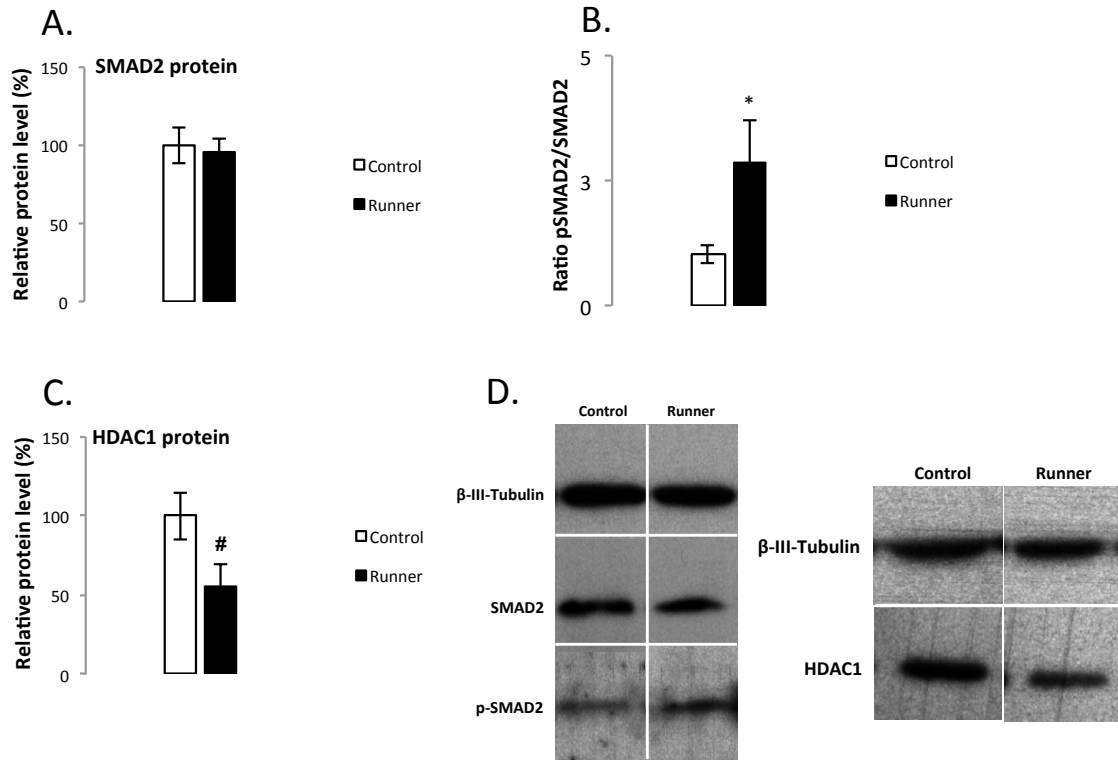 A.
SMAD2 protein
Relative protein level (%)
150
100
50
0
Control
Runner
B.
Ratio pSMAD2/SMAD2
5
3
0
*
Control
Runner
C.
HDAC1 protein
Relative protein level (%)
150
100
50
0
#
Control
Runner
D.
Control Runner
β-III-Tubulin
SMAD2
p-SMAD2
Control Runner
β-III-Tubulin
HDAC1